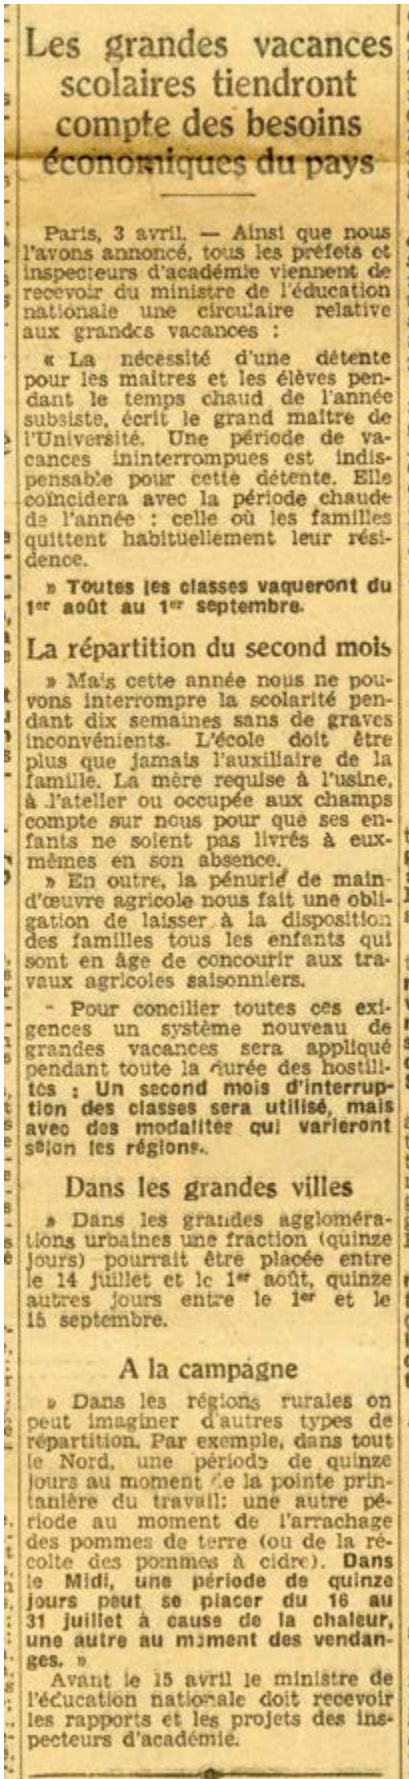 Les grandes vacances
scolaires tiendront
compte des besoins
économiques du pays
Paris, 3 avril. — Ainsi que nous
l'avons annoncé, tous les préfets et
inspecteurs d'académie viennent de
recevoir du ministre de l'éducation
nationale une circulaire relative
aux grandes vacances :
« La nécessité d'une détente
pour les maîtres et les élèves pen-
dant le temps chaud de l'année
subsiste, écrit le grand maître de
l'Université. Une période de va-
cances ininterrompues est indis-
pensable pour cette détente. Elle
coïncidera avec la période chaude
de l'année : celle où les familles
quittent habituellement leur rési-
dence.
» Toutes les classes vaqueront du
1er août au 1er septembre.
La répartition du second mois
» Mais cette année nous ne pou-
vons interrompre la scolarité pen-
dant dix semaines sans de graves
inconvénients. L'école doit être
plus que jamais l'auxiliaire de la
famille. La mère requise à l'usine,
à l'atelier ou occupée aux champs
compte sur nous pour que ses en-
fants ne soient pas livrés à eux-
mêmes en son absence.
» En outre, la pénurie de main-
d'œuvre agricole nous fait une obli-
gation de laisser à la disposition
des familles tous les enfants qui
sont en âge de concourir aux tra-
vaux agricoles saisonniers.
" Pour concilier toutes ces exi-
gences un système nouveau de
grandes vacances sera appliqué
pendant toute la durée des hostili-
tés : Un second mois d'interrup-
tion des classes sera utilisé, mais
avec des modalités qui varieront
selon les régions.
Dans les grandes villes
» Dans les grandes aggloméra-
tions urbaines une fraction (quinze
jours) pourrait être placée entre
le 14 juillet et le 1er août, quinze
autres jours entre le 1er et le
15 septembre.
A la campagne
» Dans les régions rurales on
peut imaginer d'autres types de
répartition. Par exemple, dans tout
le Nord, une période de quinze
jours au moment de la pointe prin-
tanière du travail; une autre pé-
riode au moment de l'arrachage
des pommes de terre (ou de la ré-
colte des pommes à cidre). Dans
le Midi, une période de quinze
jours peut se placer du 16 au
31 juillet à cause de la chaleur,
une autre au moment des vendan-
ges. »
Avant le 15 avril le ministre de
l'éducation nationale doit recevoir
les rapports et les projets des ins-
pecteurs d'académie.